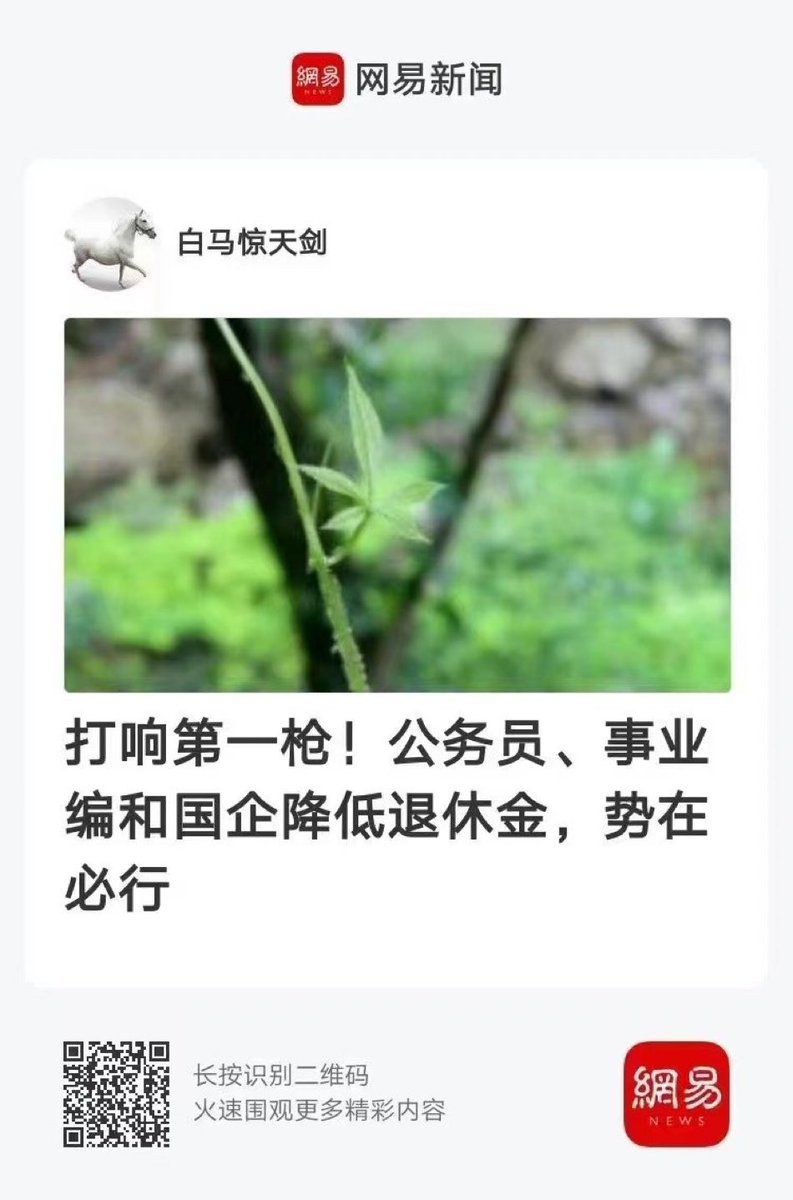 網易
NEWS
网易新闻
白马惊天剑
打响第一枪！公务员、事业
编和国企降低退休金，势在
必行
长按识别二维码
火速围观更多精彩内容
網易
NEWS